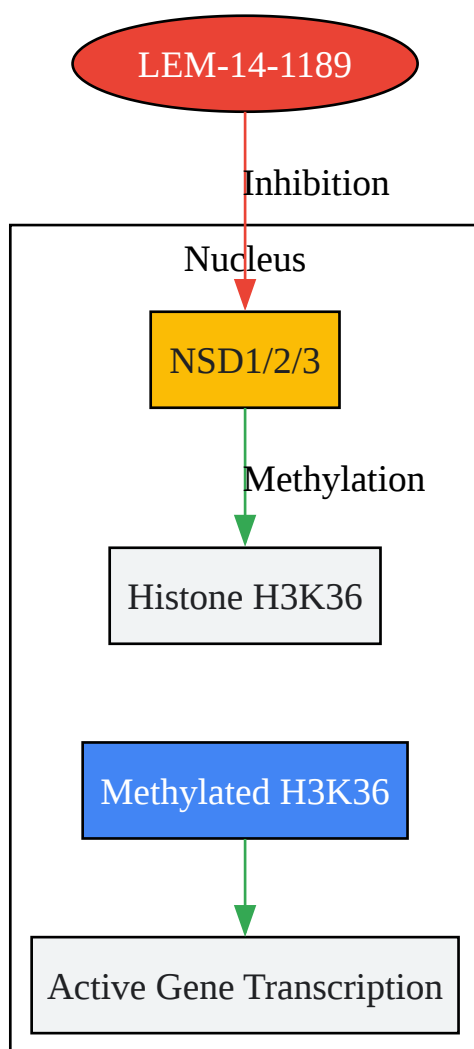 LEM-14-1189
Inhibition
Nucleus
NSD1/2/3
Methylation
Histone H3K36
Methylated H3K36
Active Gene Transcription